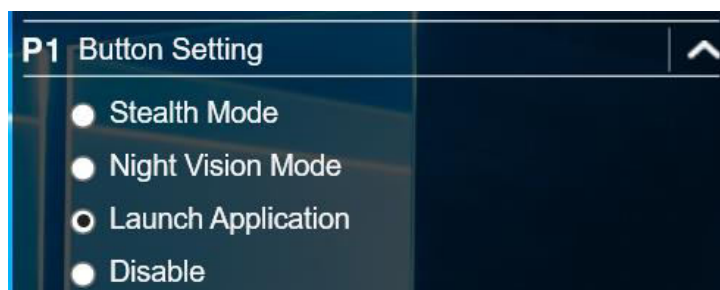 P1 Button Setting
Stealth Mode
Night Vision Mode
Launch Application
Disable